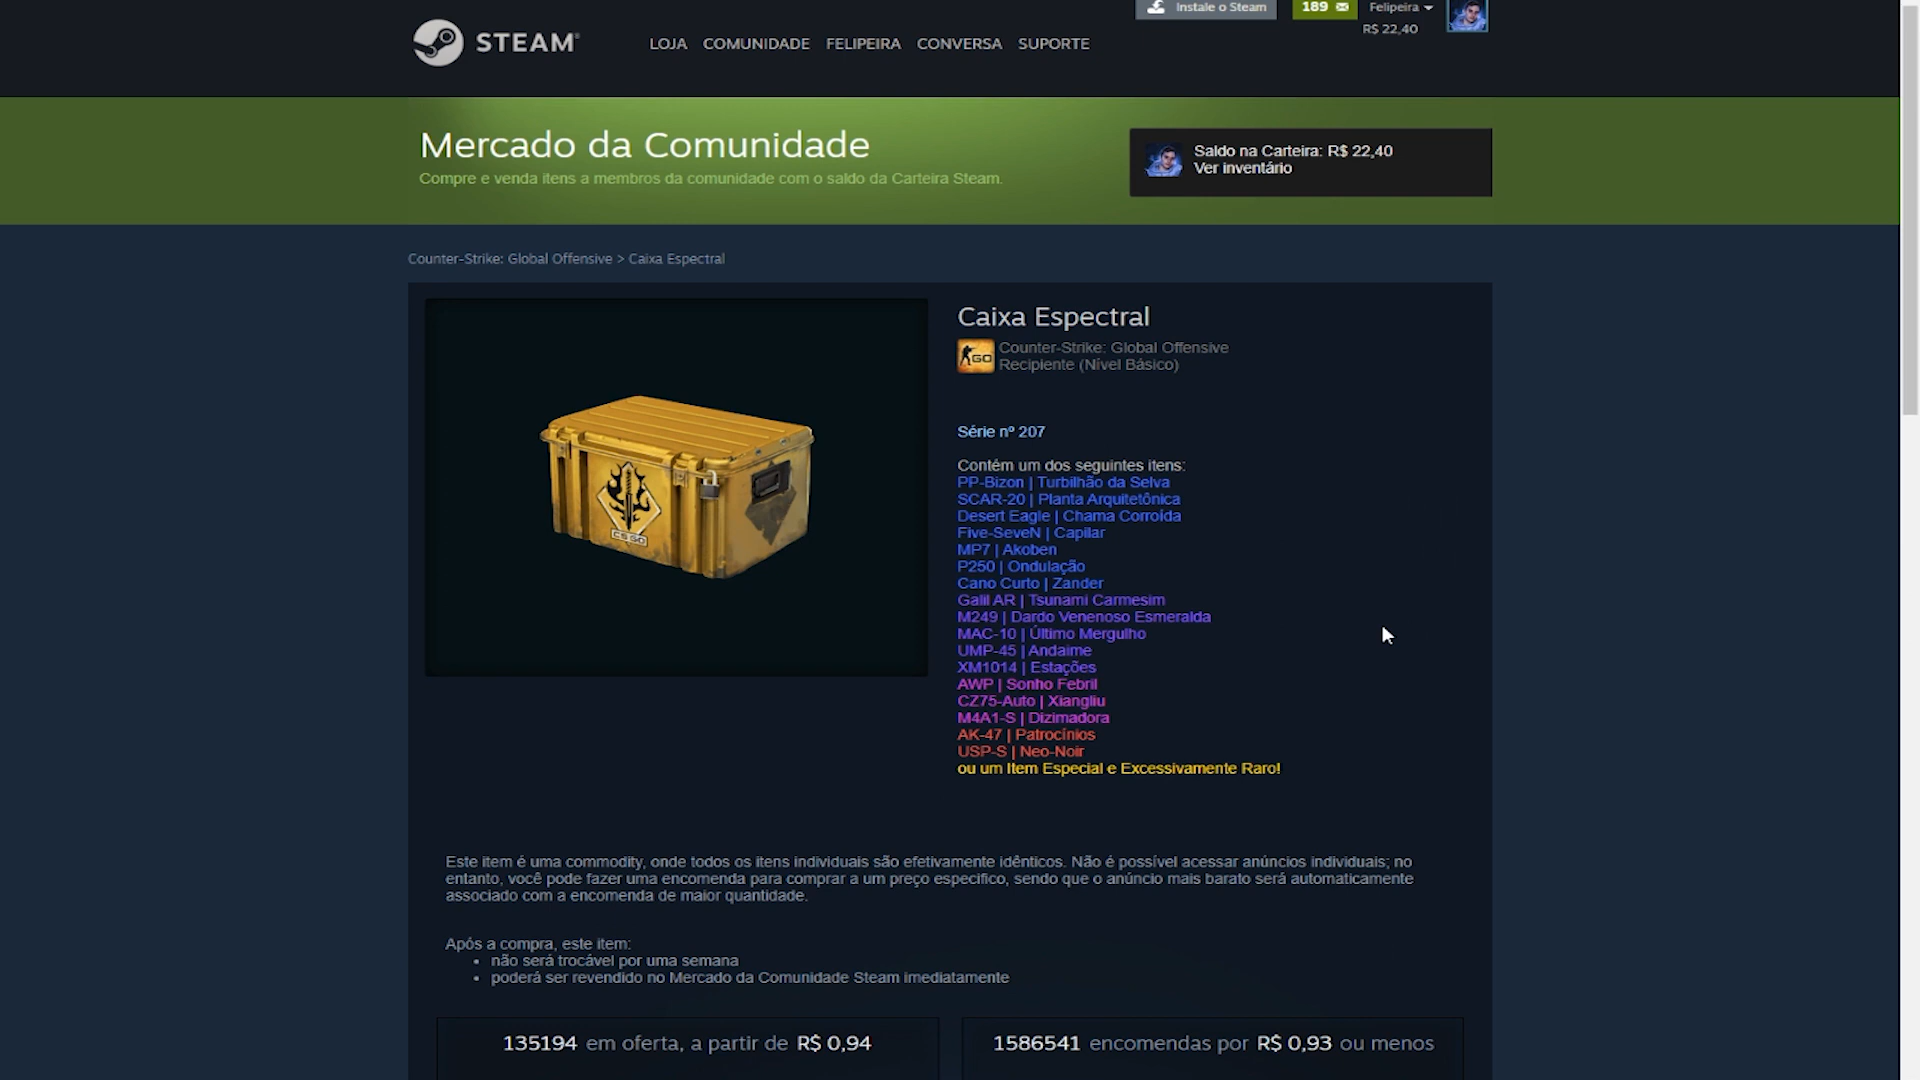 Instale o Steam
189
Felipeira
R$ 22,40
STEAM®
LOJA COMUNIDADE FELIPEIRA CONVERSA SUPORTE
Mercado da Comunidade
Compre e venda itens a membros da comunidade com o saldo da Carteira Steam.
Saldo na Carteira: R$ 22,40
Ver inventário
Counter-Strike: Global Offensive > Caixa Espectral
CS GO
Caixa Espectral
GO
Counter-Strike: Global Offensive
Recipiente (Nível Básico)
Série nº 207
Contém um dos seguintes itens:
PP-Bizon | Turbilhão da Selva
SCAR-20 | Planta Arquitetônica
Desert Eagle | Chama Corroída
Five-SeveN | Capilar
MP7 | Akoben
P250 | Ondulação
Cano Curto | Zander
Galil AR | Tsunami Carmesim
M249 | Dardo Venenoso Esmeralda
MAC-10 | Último Mergulho
UMP-45 | Andaime
XM1014 | Estações
AWP | Sonho Febril
CZ75-Auto | Xiangliu
M4A1-S | Dizimadora
AK-47 | Patrocínios
USP-S | Neo-Noir
ou um Item Especial e Excessivamente Raro!
Este item é uma commodity, onde todos os itens individuais são efetivamente idênticos. Não é possível acessar anúncios individuais; no
entanto, você pode fazer uma encomenda para comprar a um preço específico, sendo que o anúncio mais barato será automaticamente
associado com a encomenda de maior quantidade.
Após a compra, este item:
• não será trocável por uma semana
• poderá ser revendido no Mercado da Comunidade Steam imediatamente
135194 em oferta, a partir de R$ 0,94
1586541 encomendas por R$ 0,93 ou menos